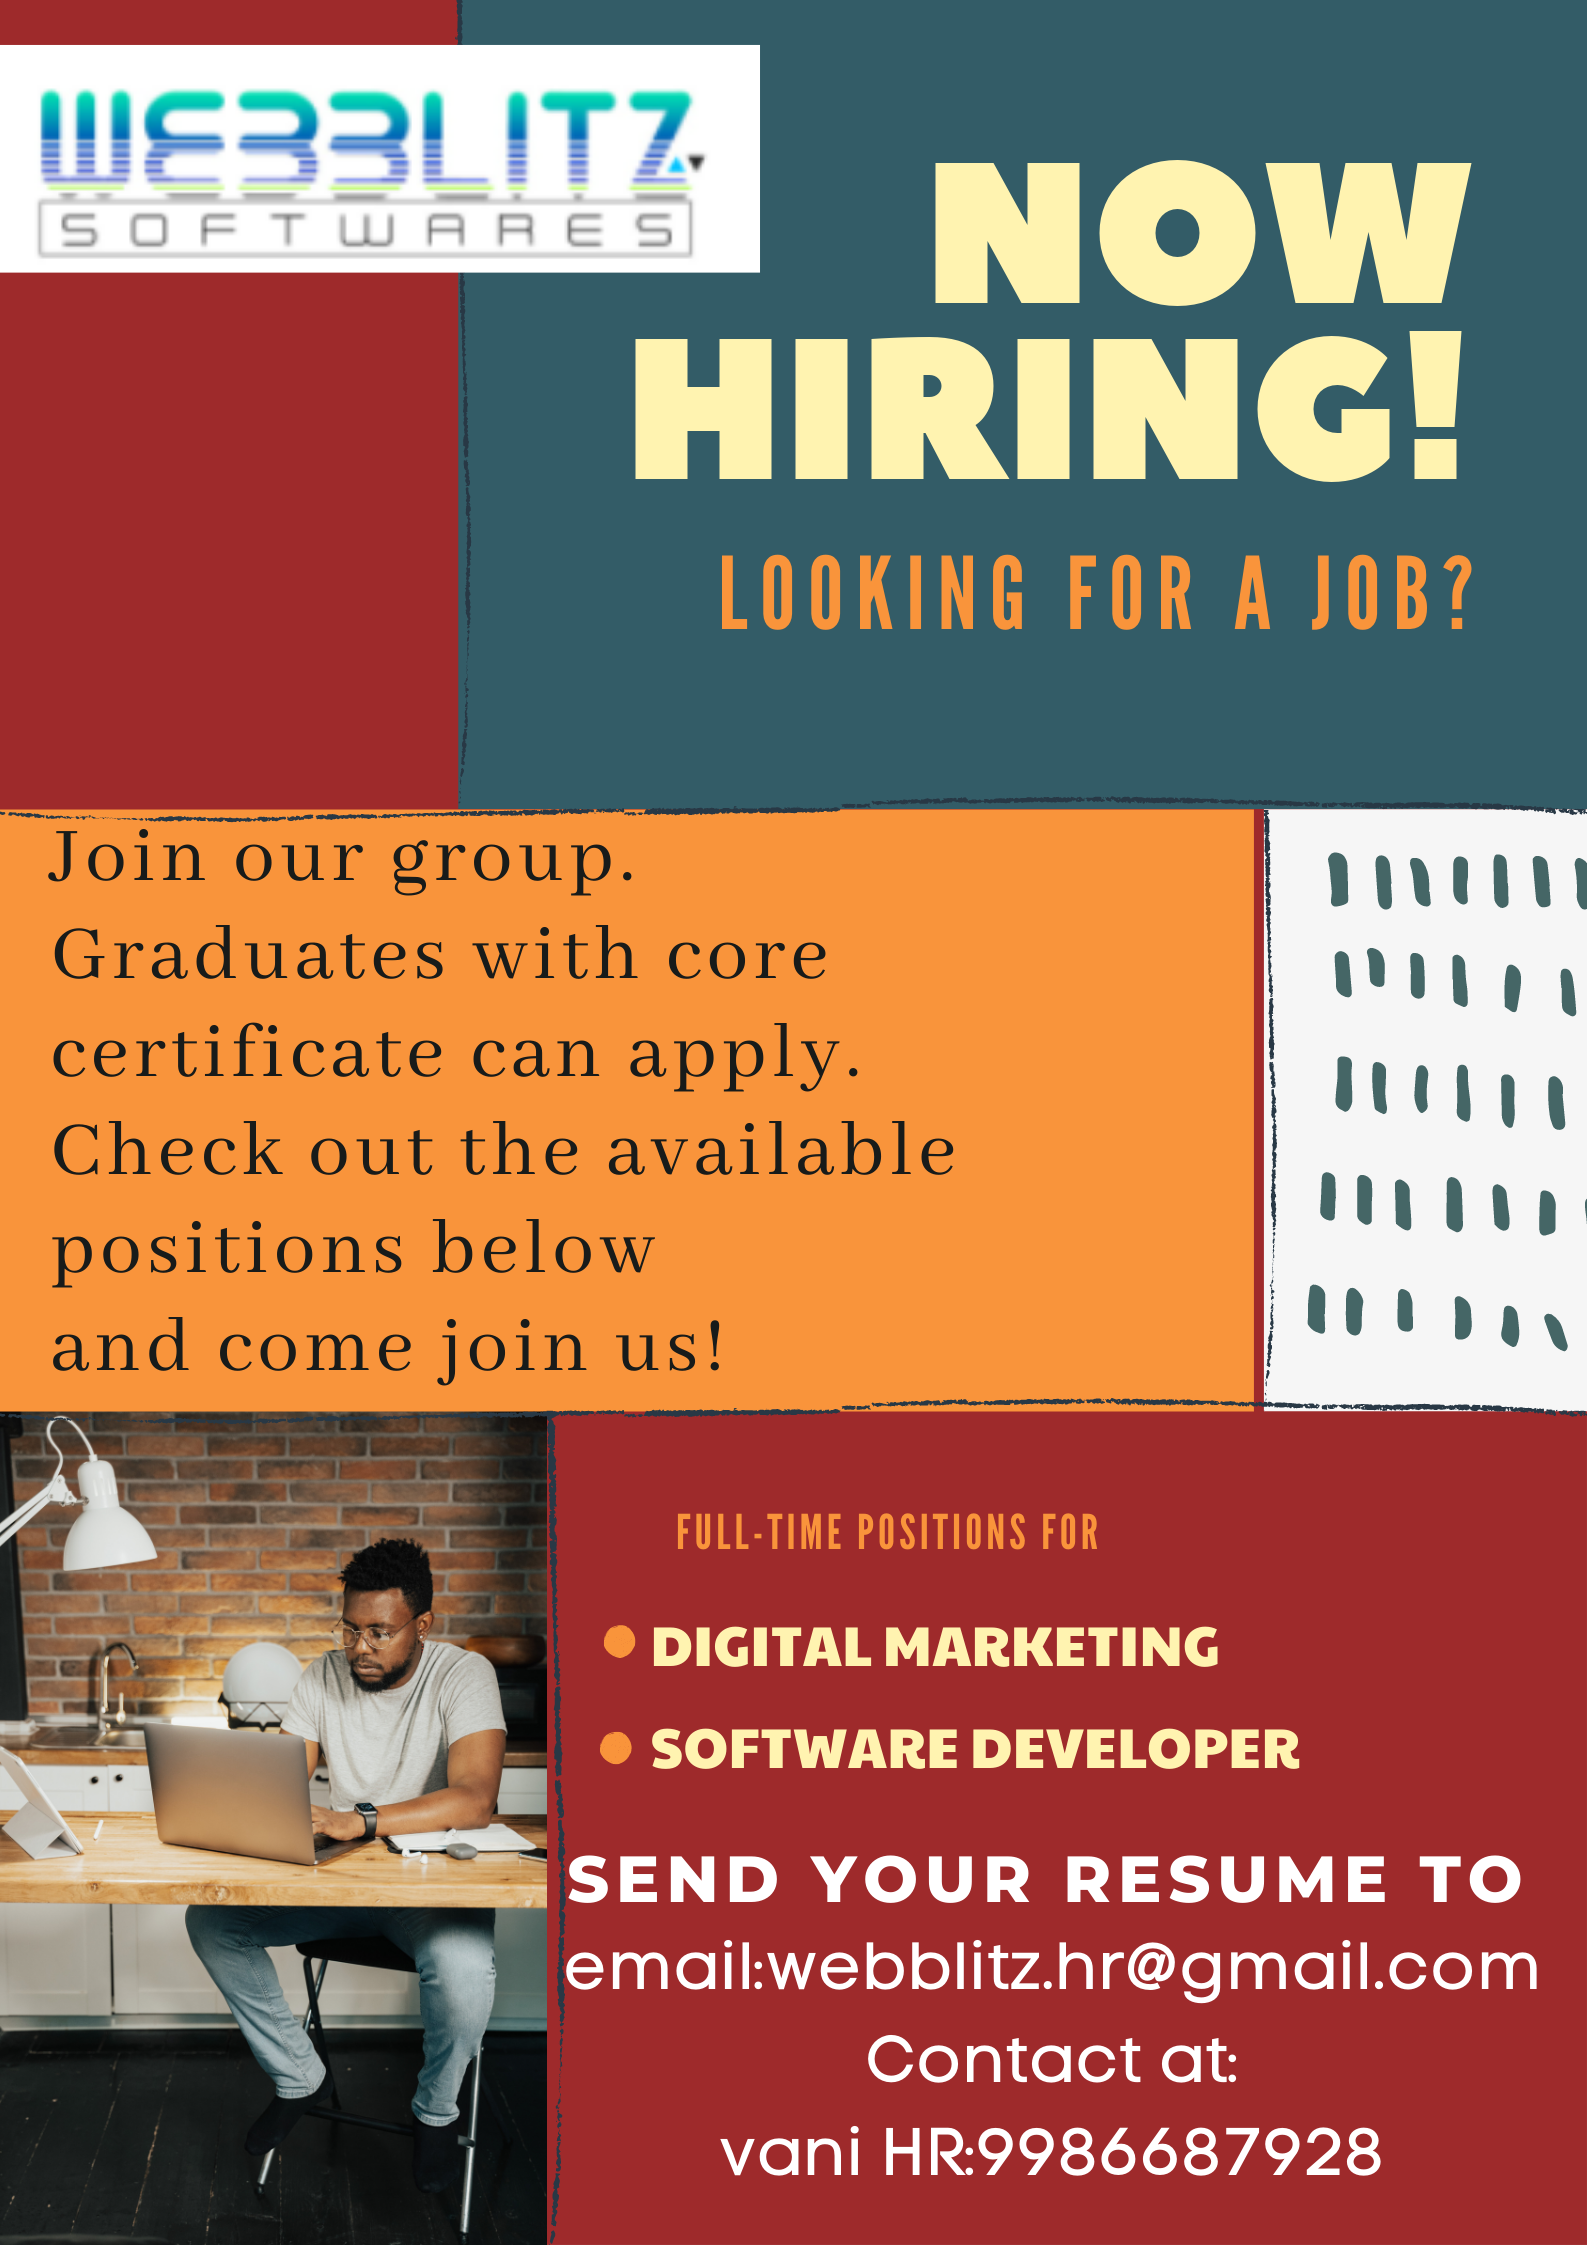 WEBBLITZ
SOFTWARES
NOW
HIRING!
LOOKING FOR A JOB?
Join our group.
Graduates with core
certificate can apply.
Check out the available
positions below
and come join us!
FULL-TIME POSITIONS FOR
DIGITAL MARKETING
SOFTWARE DEVELOPER
SEND YOUR RESUME TO
email:webblitz.hr@gmail.com
Contact at:
vani HR:9986687928